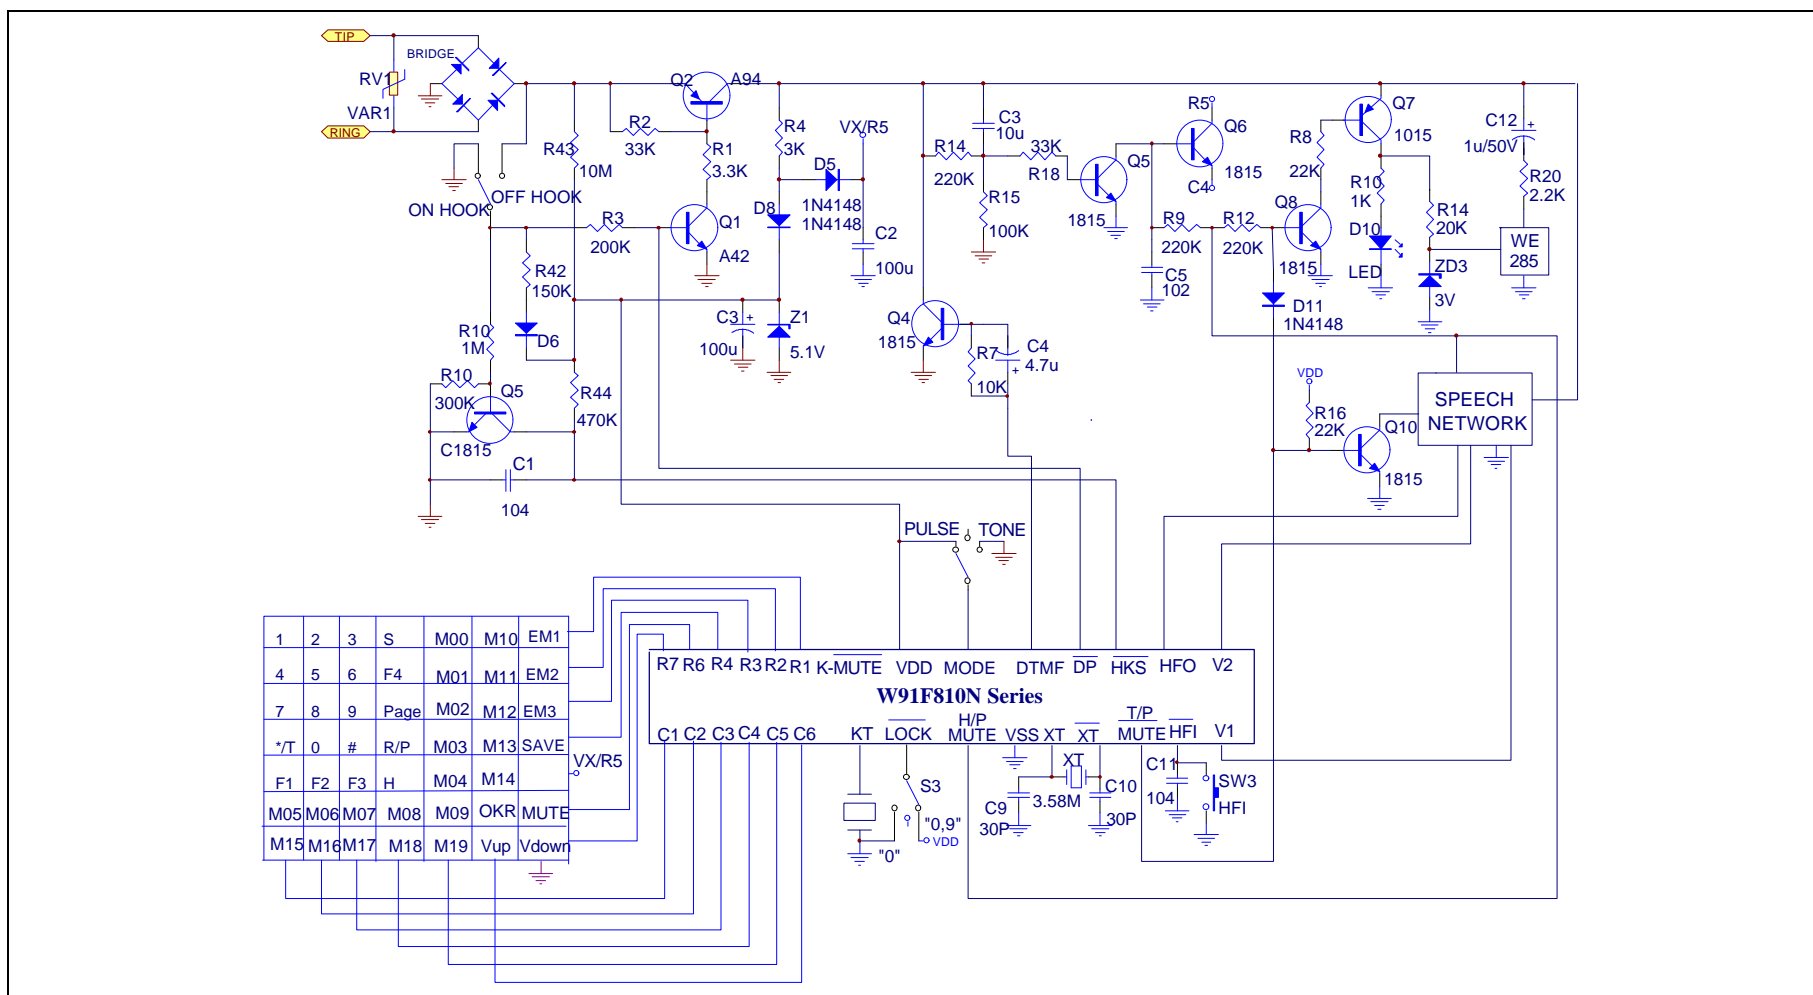 TIP
BRIDGE
RV1
VAR1
RING
Q2
A94
R2
33K
R1
3.3K
R43
10M
R4
3K
VX/R5
D5
1N4148
1N4148
D8
C2
100u
ON HOOK
OFF HOOK
R3
200K
Q1
A42
R42
150K
D6
R10
1M
R10
300K
Q5
C1815
R44
470K
C1
104
C3
+
100u
Z1
5.1V
C3
10u
R14
220K
33K
R18
R15
100K
Q5
1815
R5
Q6
1815
C4
R9
220K
R12
220K
C5
102
Q4
1815
R7
10K
C4
4.7u
+
Q7
1015
R8
22K
Q8
1815
R10
1K
D10
LED
R14
20K
ZD3
3V
C12
+
1u/50V
R20
2.2K
WE
285
D11
1N4148
VDD
R16
22K
Q10
1815
SPEECH
NETWORK
PULSE
TONE
1 2 3 S M00 M10 EM1
4 5 6 F4 M01 M11 EM2
7 8 9 Page M02 M12 EM3
*/T 0 # R/P M03 M13 SAVE
VX/R5
F1 F2 F3 H M04 M14
M05 M06 M07 M08 M09 OKR MUTE
M15 M16 M17 M18 M19 Vup Vdown
R7 R6 R4 R3 R2 R1 K-MUTE VDD MODE DTMF DP HKS HFO V2
W91F810N Series
C1 C2 C3 C4 C5 C6 KT LOCK H/P MUTE VSS XT XT T/P MUTE HFI V1
S3
"0,9"
VDD
"0"
C9
30P
XT
3.58M
C10
30P
C11
104
SW3
HFI